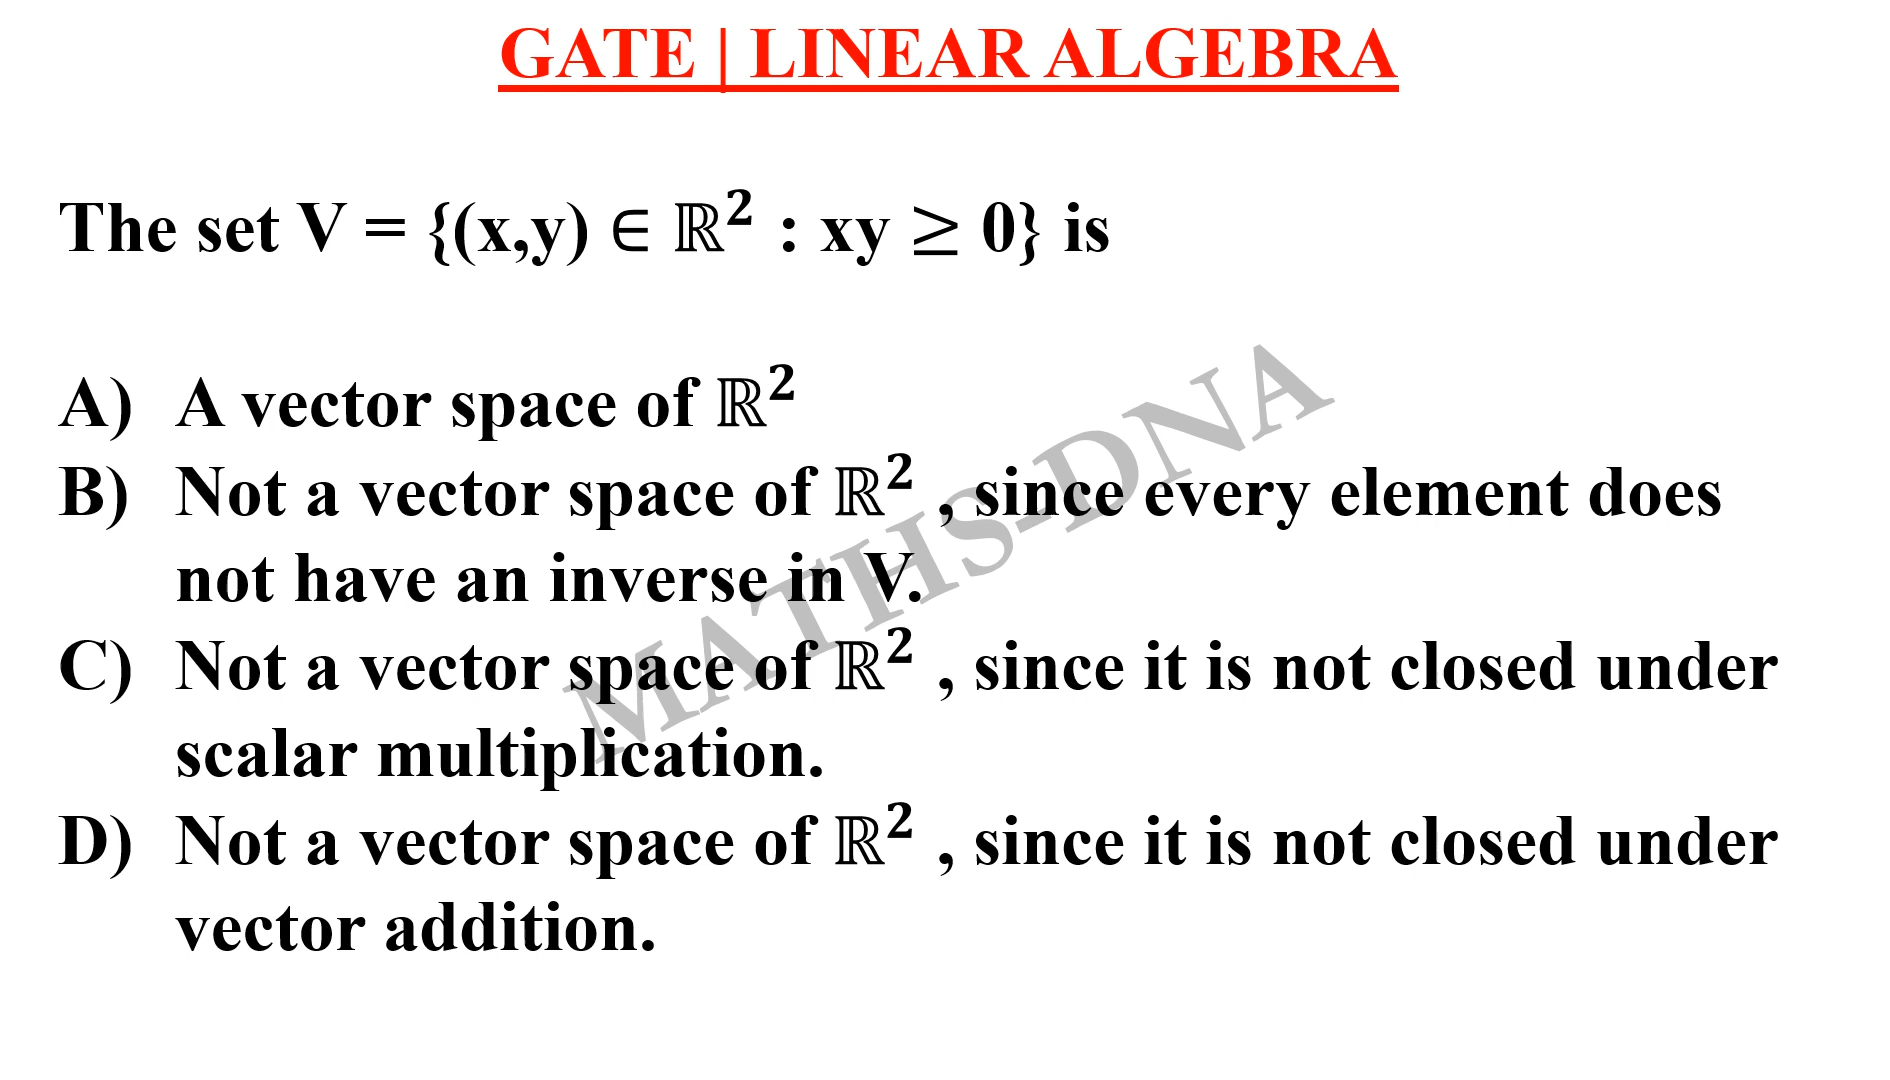 GATE | LINEAR ALGEBRA
The set V = {(x,y) ∈ ℝ² : xy ≥ 0} is
A) A vector space of ℝ²
B) Not a vector space of ℝ² , since every element does
not have an inverse in V.
C) Not a vector space of ℝ² , since it is not closed under
scalar multiplication.
D) Not a vector space of ℝ² , since it is not closed under
vector addition.
MATHS-DNA